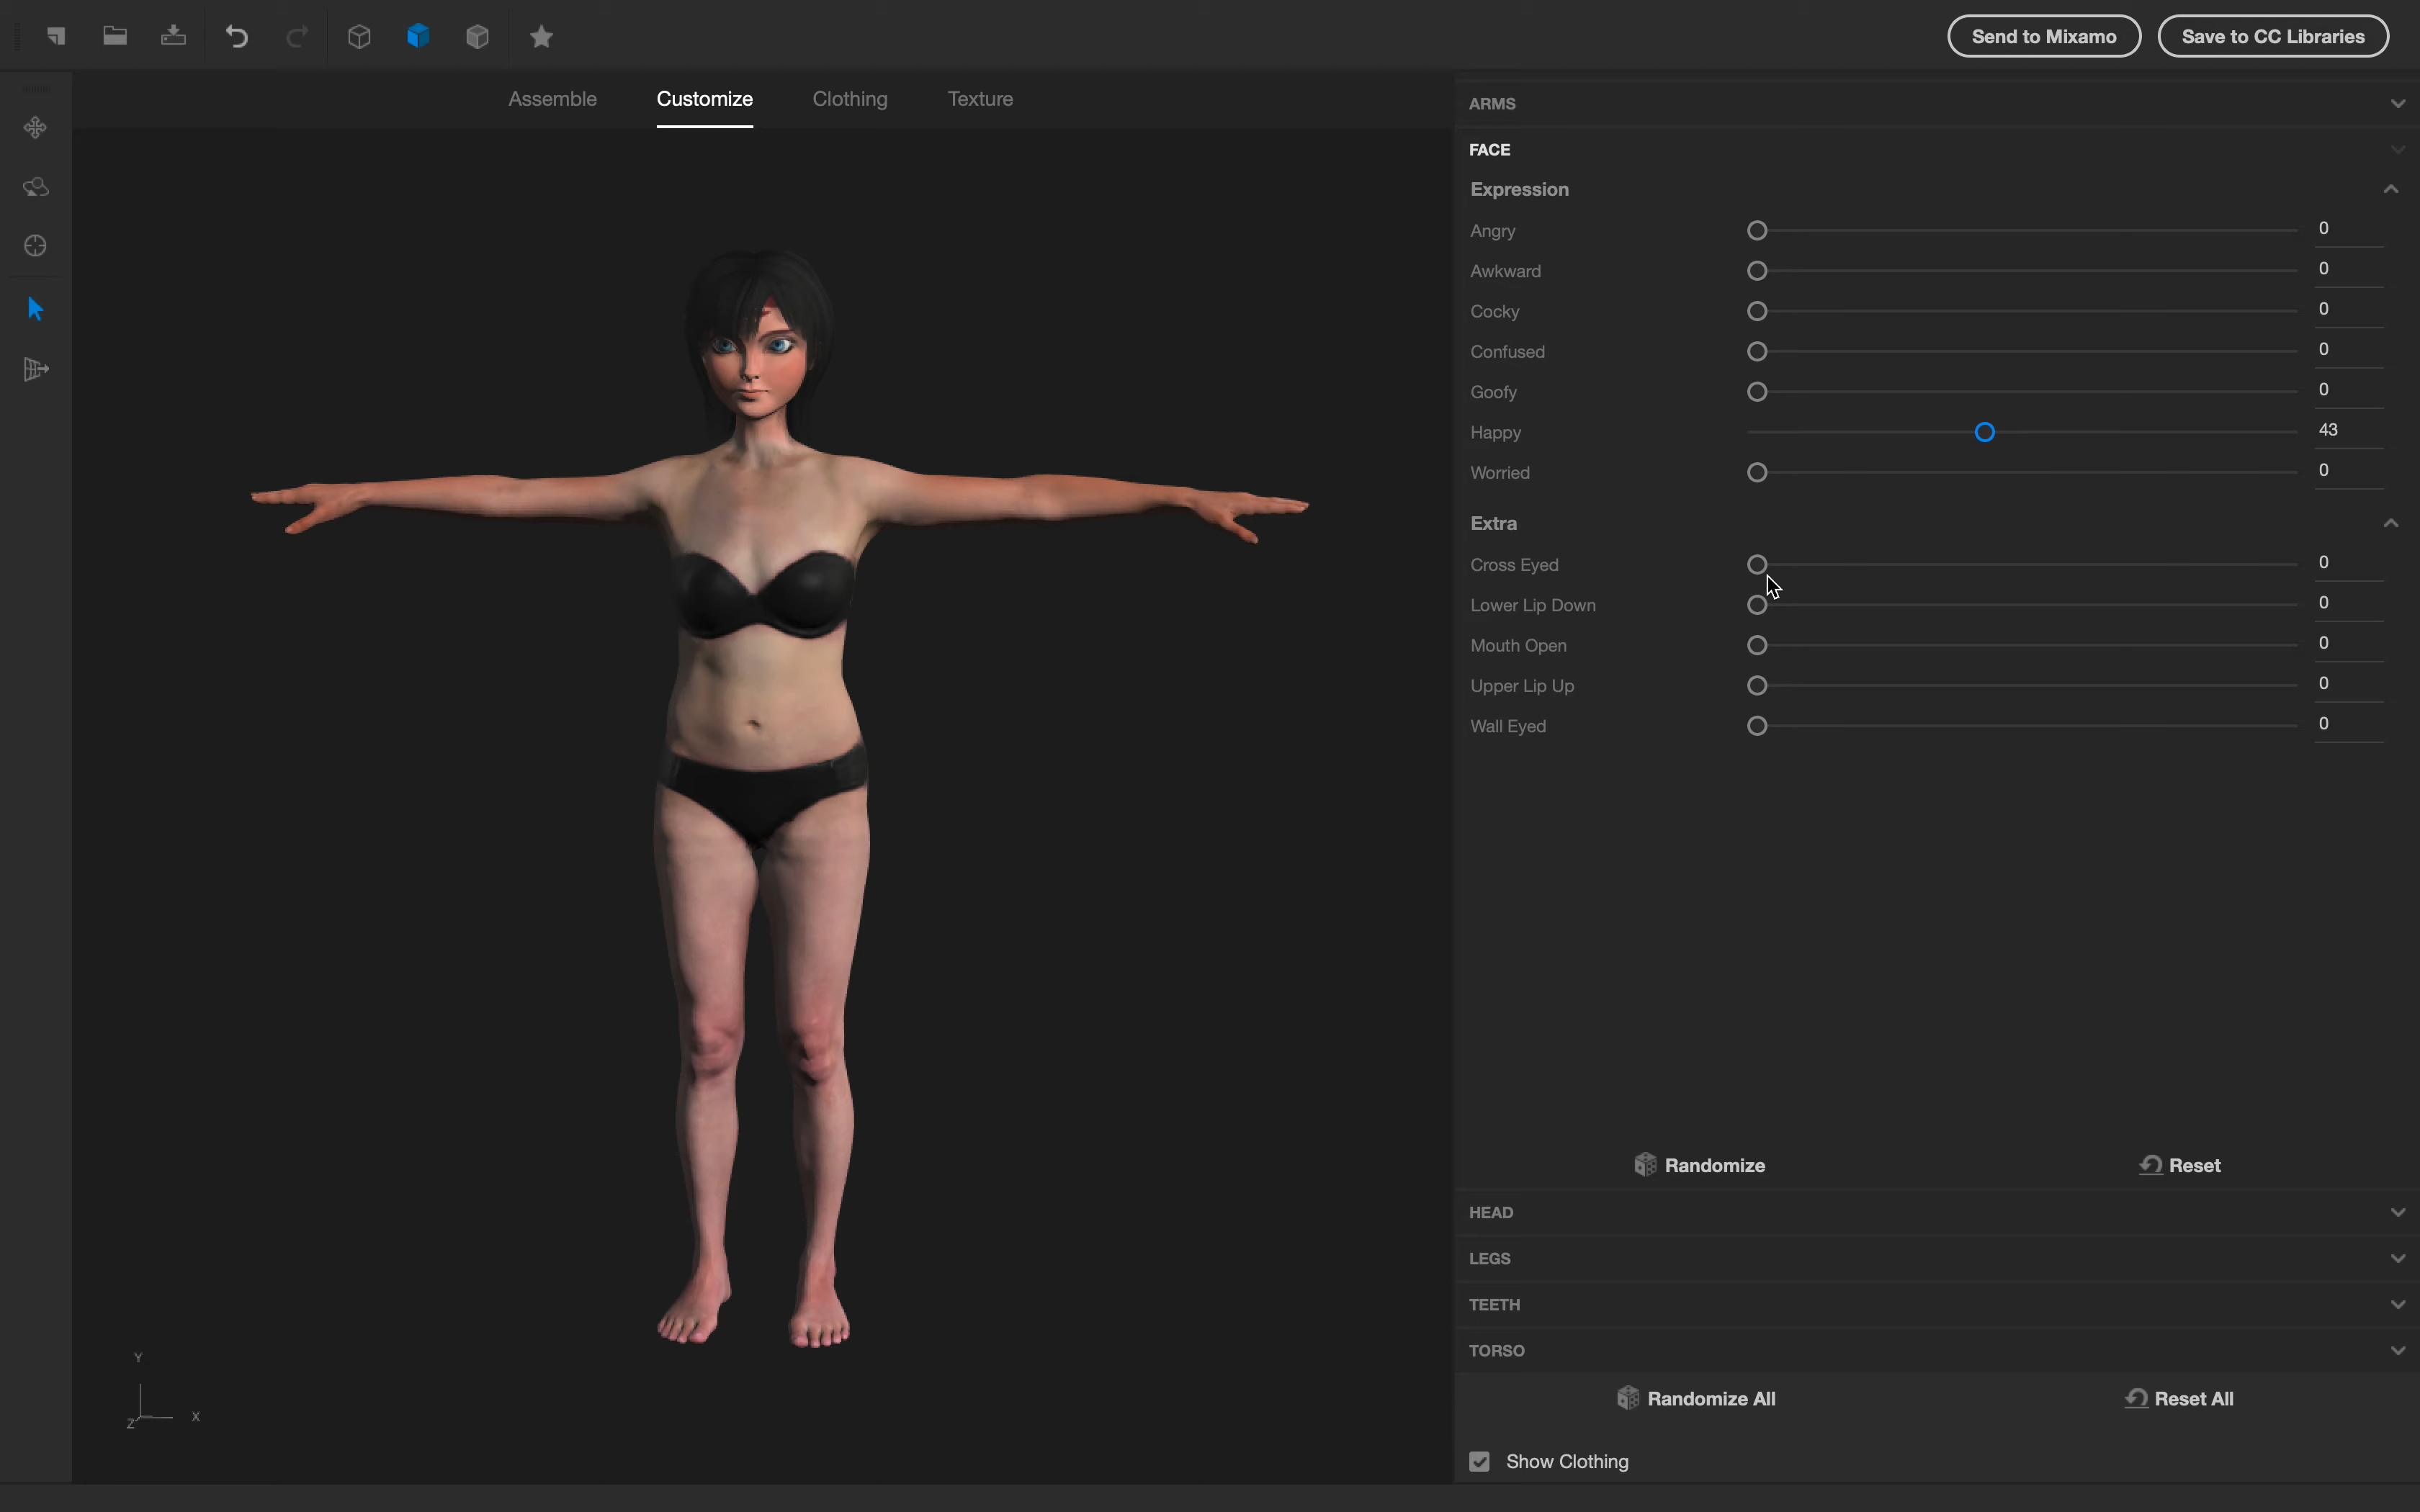 Send to Mixamo
Save to CC Libraries
Assemble
Customize
Clothing
Texture
ARMS
FACE
Expression
Angry 0
Awkward 0
Cocky 0
Confused 0
Goofy 0
Happy 43
Worried 0
Extra
Cross Eyed 0
Lower Lip Down 0
Mouth Open 0
Upper Lip Up 0
Wall Eyed 0
Randomize
Reset
HEAD
LEGS
TEETH
TORSO
Randomize All
Reset All
Show Clothing
Y
X
Z